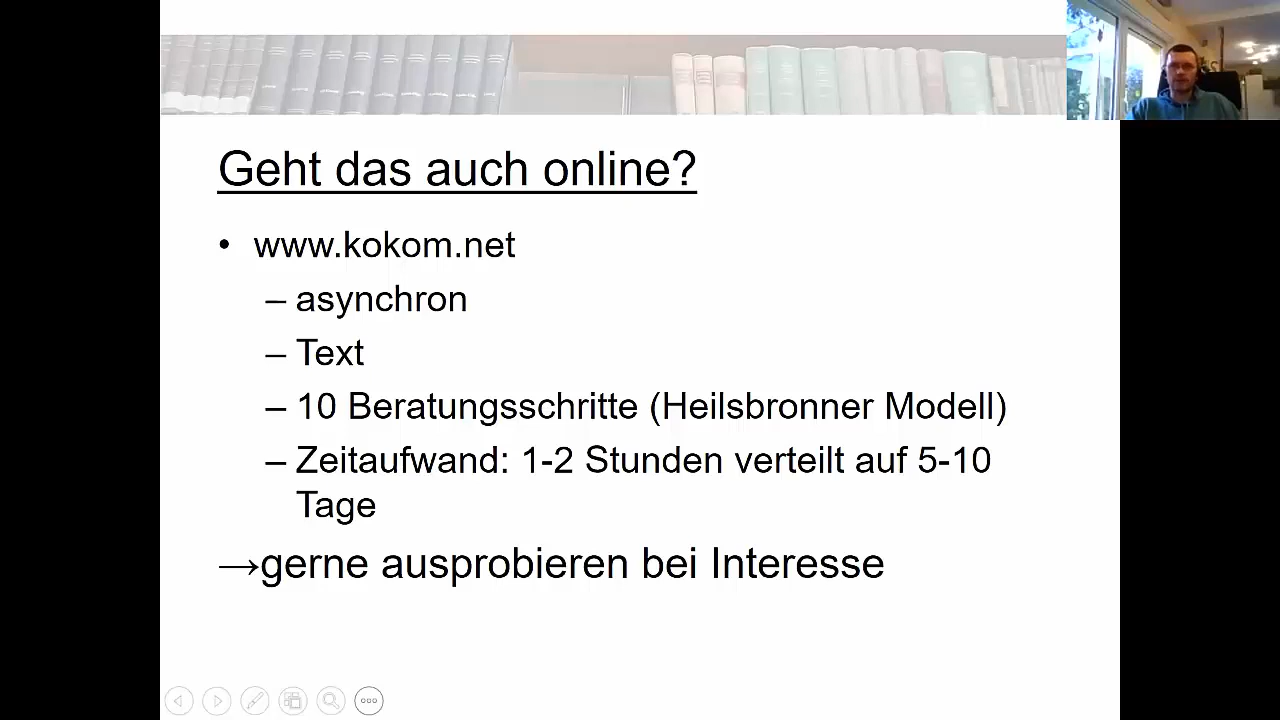 Geht das auch online?
• www.kokom.net
– asynchron
– Text
– 10 Beratungsschritte (Heilsbronner Modell)
– Zeitaufwand: 1-2 Stunden verteilt auf 5-10
Tage
→gerne ausprobieren bei Interesse